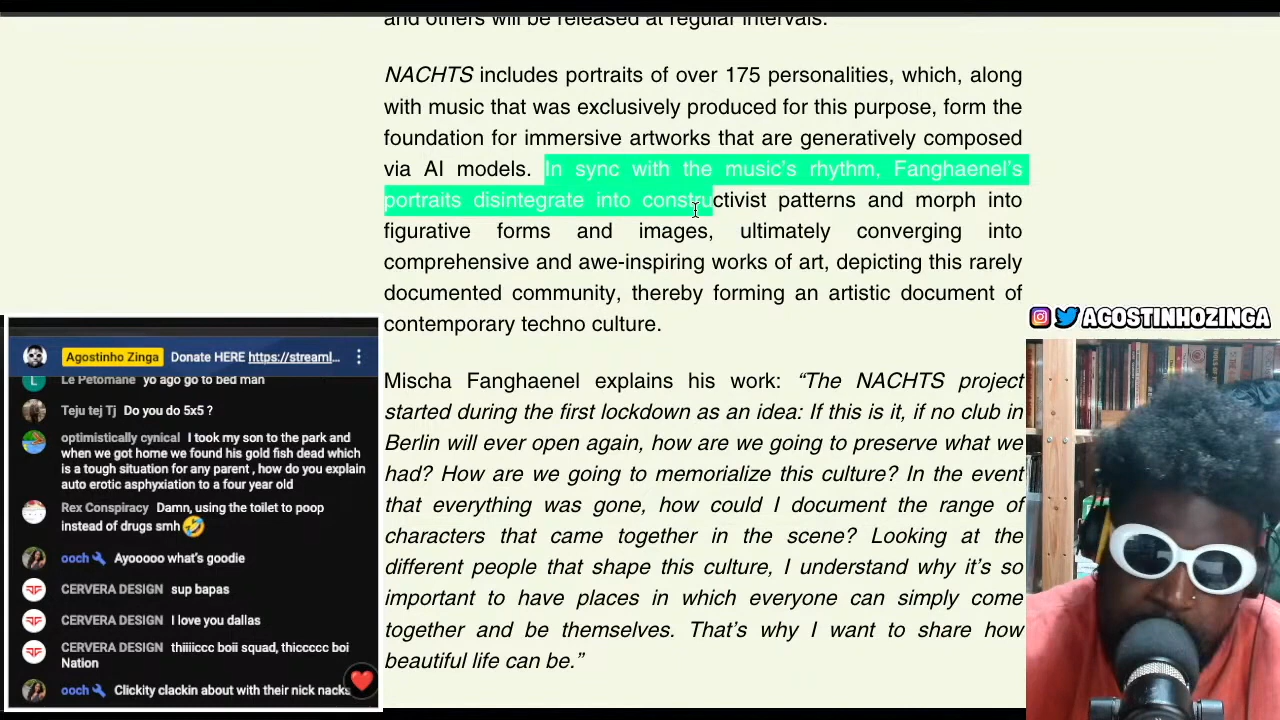 and others will be released at regular intervals.
NACHTS includes portraits of over 175 personalities, which, along
with music that was exclusively produced for this purpose, form the
foundation for immersive artworks that are generatively composed
via AI models. In sync with the music's rhythm, Fanghaenel's
portraits disintegrate into constructivist patterns and morph into
figurative forms and images, ultimately converging into
comprehensive and awe-inspiring works of art, depicting this rarely
documented community, thereby forming an artistic document of
contemporary techno culture.
Mischa Fanghaenel explains his work: “The NACHTS project
started during the first lockdown as an idea: If this is it, if no club in
Berlin will ever open again, how are we going to preserve what we
had? How are we going to memorialize this culture? In the event
that everything was gone, how could I document the range of
characters that came together in the scene? Looking at the
different people that shape this culture, I understand why it's so
important to have places in which everyone can simply come
together and be themselves. That's why I want to share how
beautiful life can be.”
Agostinho Zinga Donate HERE https://streaml...
L Le Petomane yo ago go to bed man
Teju tej Tj Do you do 5x5 ?
optimistically cynical I took my son to the park and
when we got home we found his gold fish dead which
is a tough situation for any parent , how do you explain
auto erotic asphyxiation to a four year old
Rex Conspiracy Damn, using the toilet to poop
instead of drugs smh 🤣
ooch Ayooooo what's goodie
CERVERA DESIGN sup bapas
CERVERA DESIGN I love you dallas
CERVERA DESIGN thiiiiccc boii squad, thiccccc boi
Nation
ooch Clickity clackin about with their nick nacks
AGOSTINHOZINGA